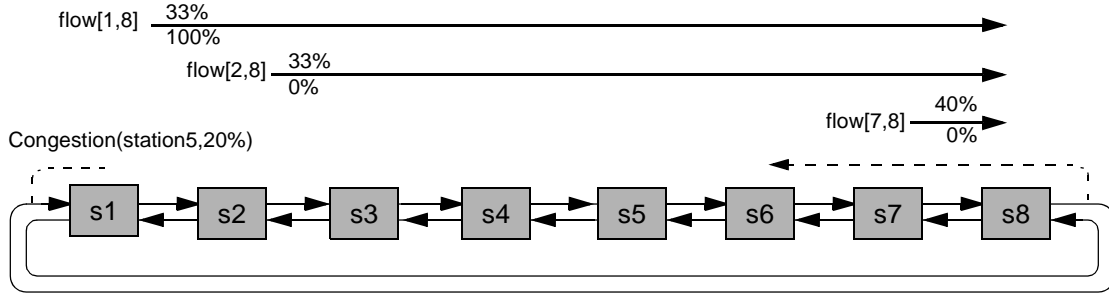 flow[1,8] 33%
100%
flow[2,8] 33%
0%
flow[7,8] 40%
0%
Congestion(station5,20%)
s1 s2 s3 s4 s5 s6 s7 s8